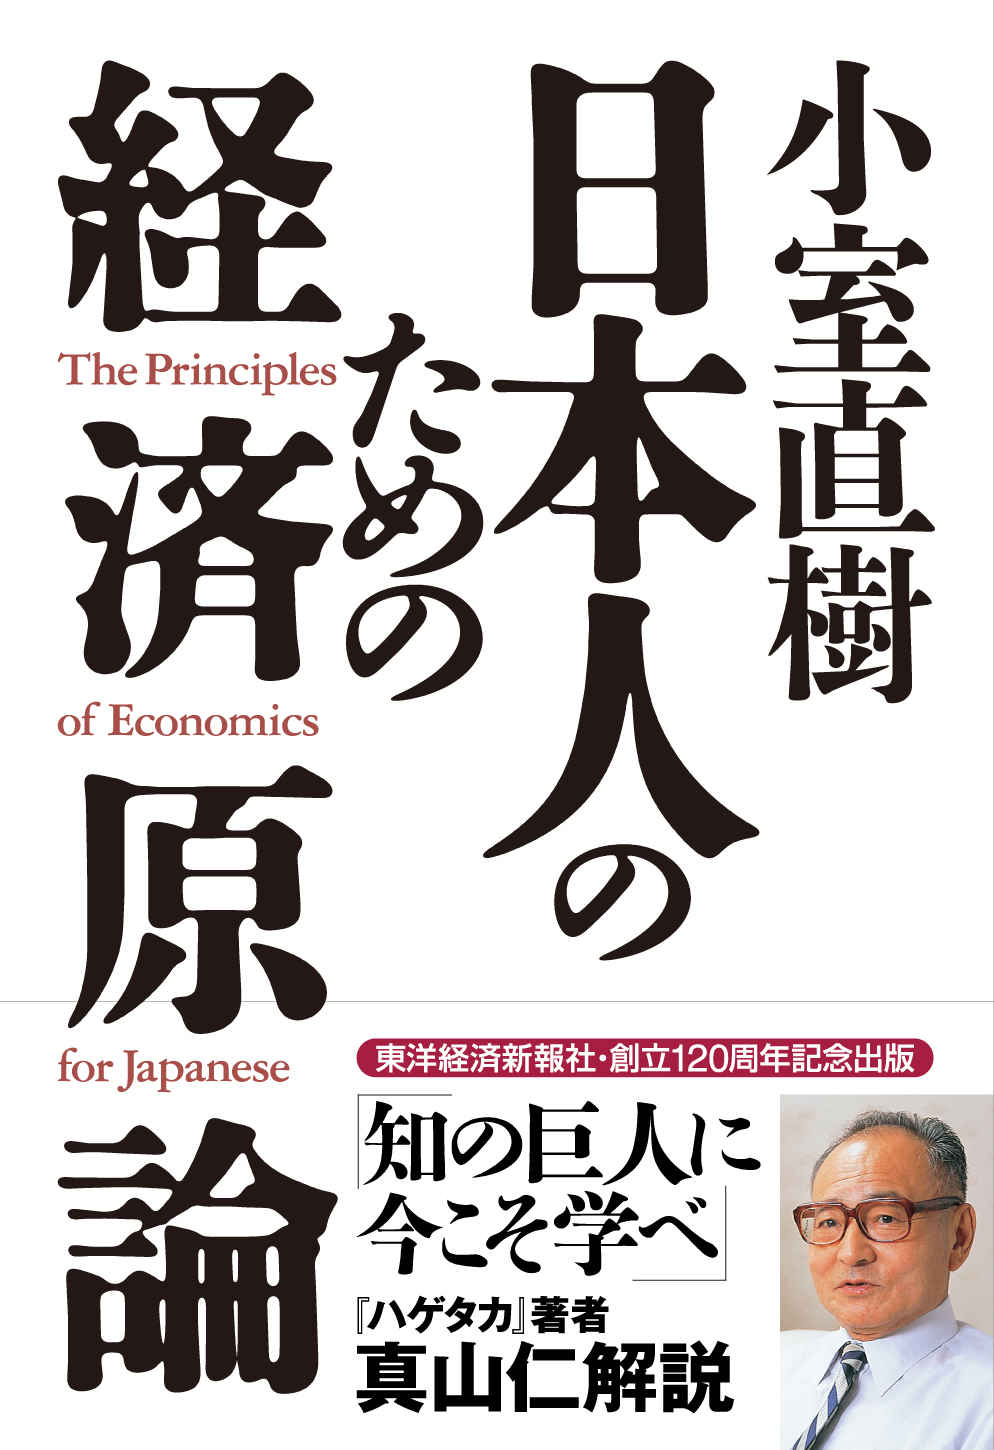 小室直樹
日本人の
ための
経済原論
The Principles
of Economics
for Japanese
東洋経済新報社・創立120周年記念出版
「知の巨人に
今こそ学べ」
『ハゲタカ』著者
真山仁解説